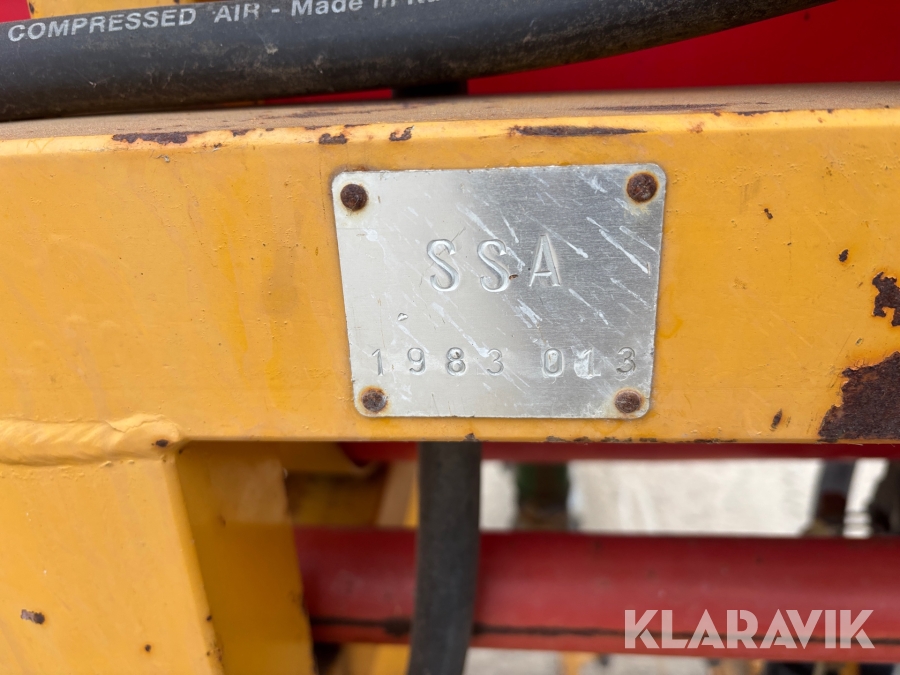 COMPRESSED AIR - Made in
SSA
1983 013
KLARAVIK